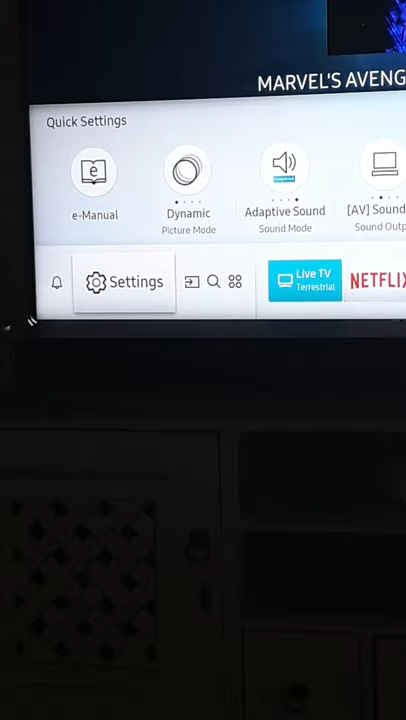 MARVEL'S AVENG
Quick Settings
e
e-Manual
Dynamic
Picture Mode
Adaptive Sound
Sound Mode
[AV] Sound
Sound Outp
Settings
Live TV
Terrestrial
NETFLIX